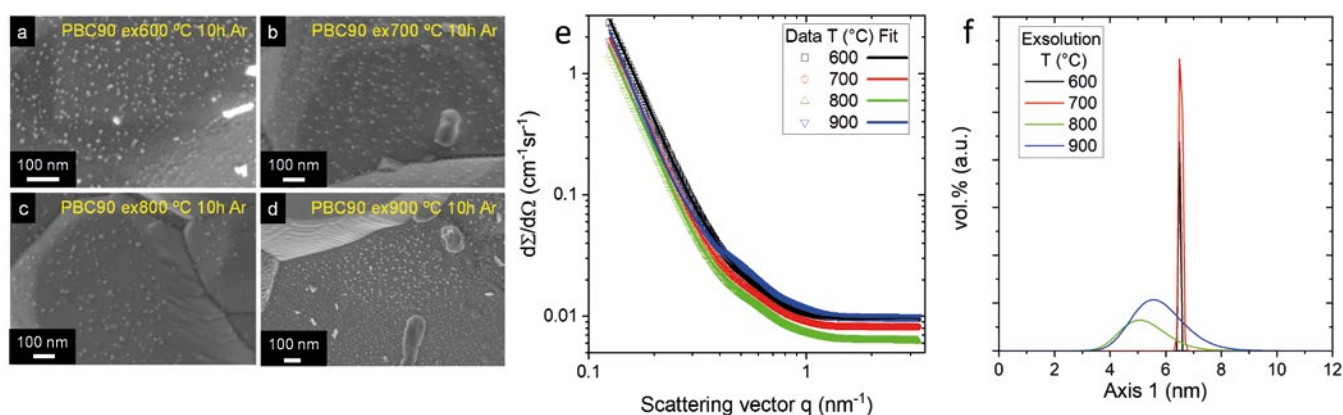 a PBC90 ex600 ºC 10h Ar
100 nm
b PBC90 ex700 ºC 10h Ar
100 nm
c PBC90 ex800 ºC 10h Ar
100 nm
d PBC90 ex900 ºC 10h Ar
100 nm
e
Data T (°C) Fit
600
700
800
900
1
0.1
0.01
dΣ/dΩ (cm⁻¹sr⁻¹)
0.1 1
Scattering vector q (nm⁻¹)
f
Exsolution
T (°C)
600
700
800
900
vol.% (a.u.)
0 2 4 6 8 10 12
Axis 1 (nm)